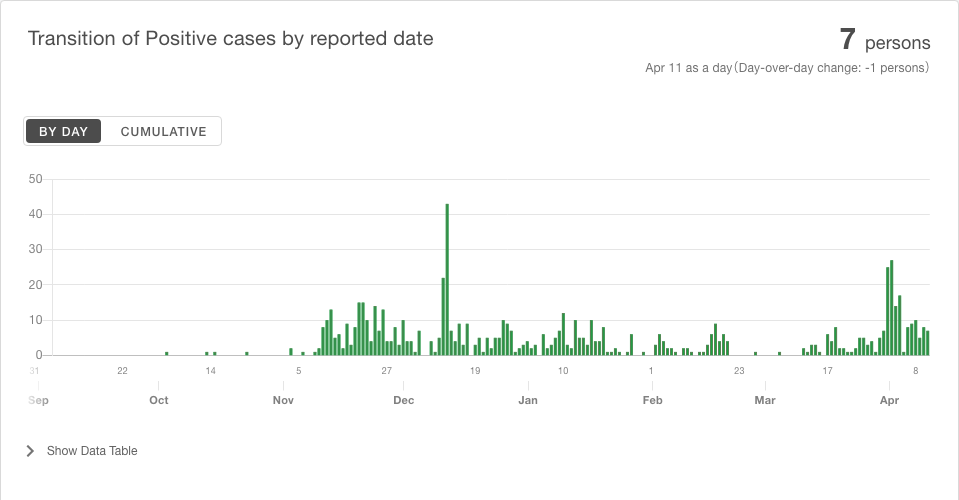 Transition of Positive cases by reported date
7 persons
Apr 11 as a day(Day-over-day change: -1 persons)
BY DAY CUMULATIVE
50
40
30
20
10
0
31 22 14 5 27 19 10 1 23 17 8
Sep Oct Nov Dec Jan Feb Mar Apr
Show Data Table